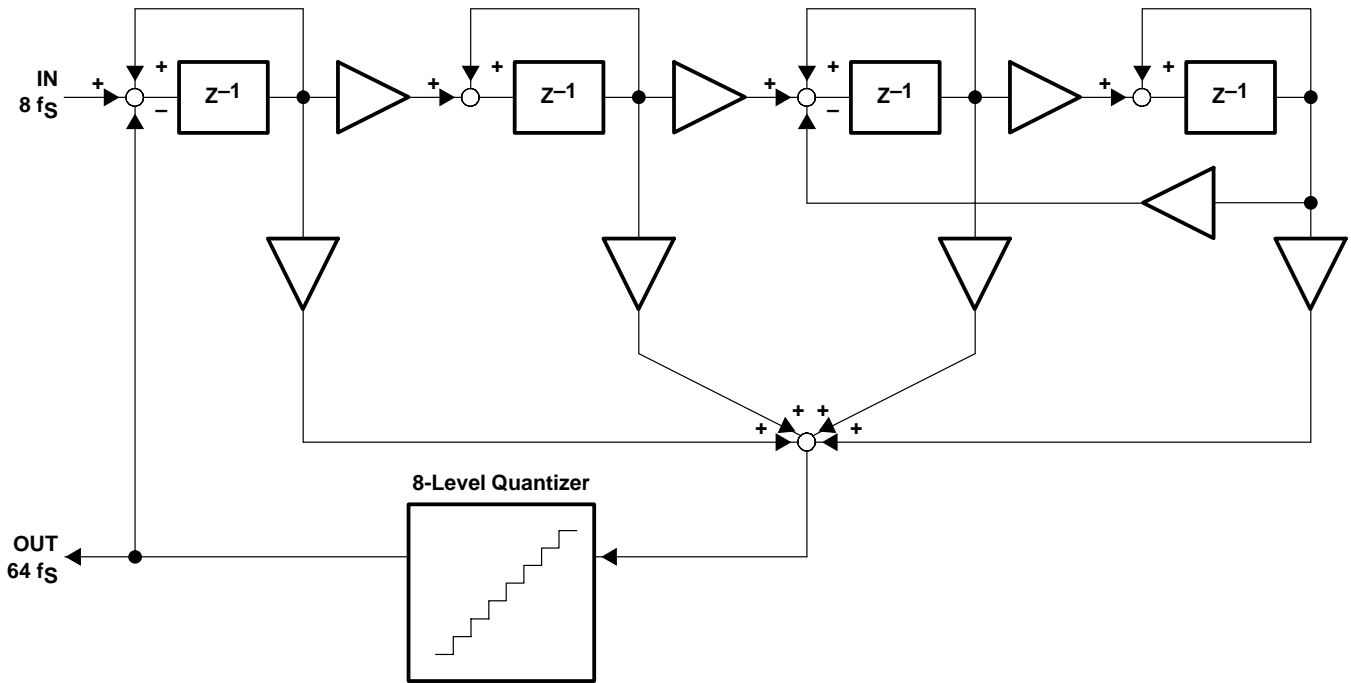 IN
8 fS
+
+
–
z–1
+
+
z–1
+
+
–
z–1
+
+
z–1
+
+
+
+
8-Level Quantizer
OUT
64 fS